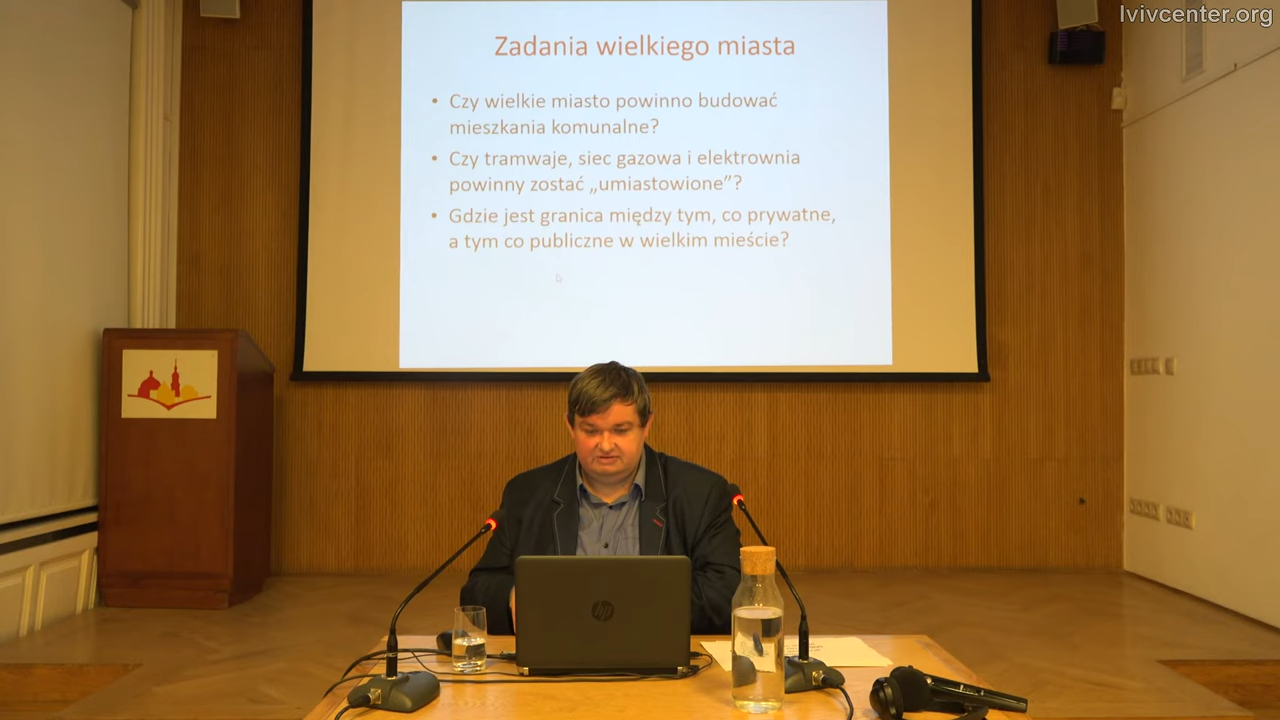 lvivcenter.org
Zadania wielkiego miasta
• Czy wielkie miasto powinno budować
mieszkania komunalne?
• Czy tramwaje, siec gazowa i elektrownia
powinny zostać „umiastowione”?
• Gdzie jest granica między tym, co prywatne,
a tym co publiczne w wielkim mieście?
hp